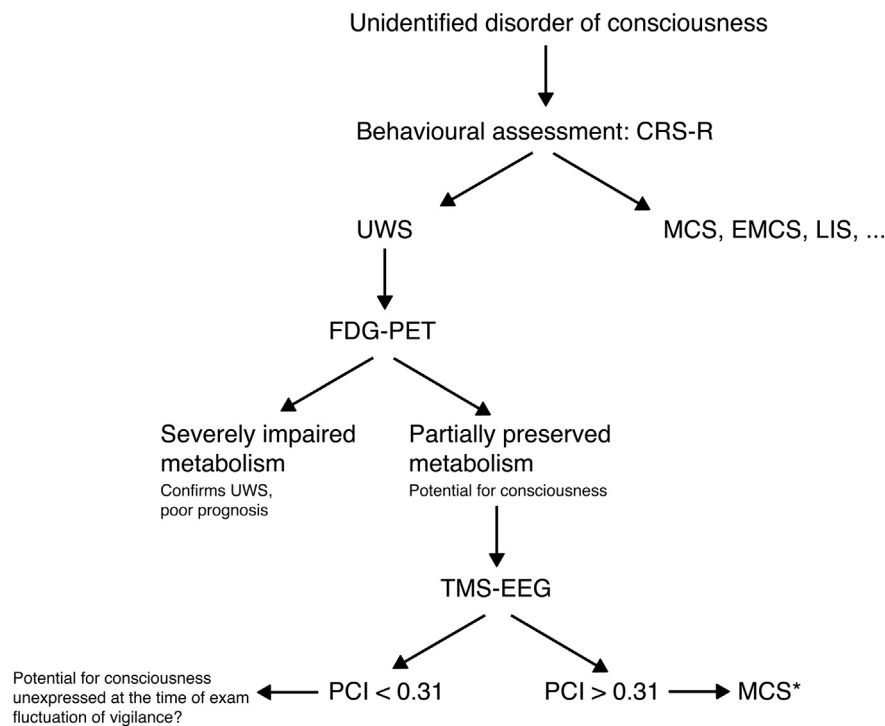 Unidentified disorder of consciousness
Behavioural assessment: CRS-R
UWS
MCS, EMCS, LIS, ...
FDG-PET
Severely impaired
metabolism
Confirms UWS,
poor prognosis
Partially preserved
metabolism
Potential for consciousness
TMS-EEG
Potential for consciousness
unexpressed at the time of exam
fluctuation of vigilance?
PCI < 0.31
PCI > 0.31
MCS*